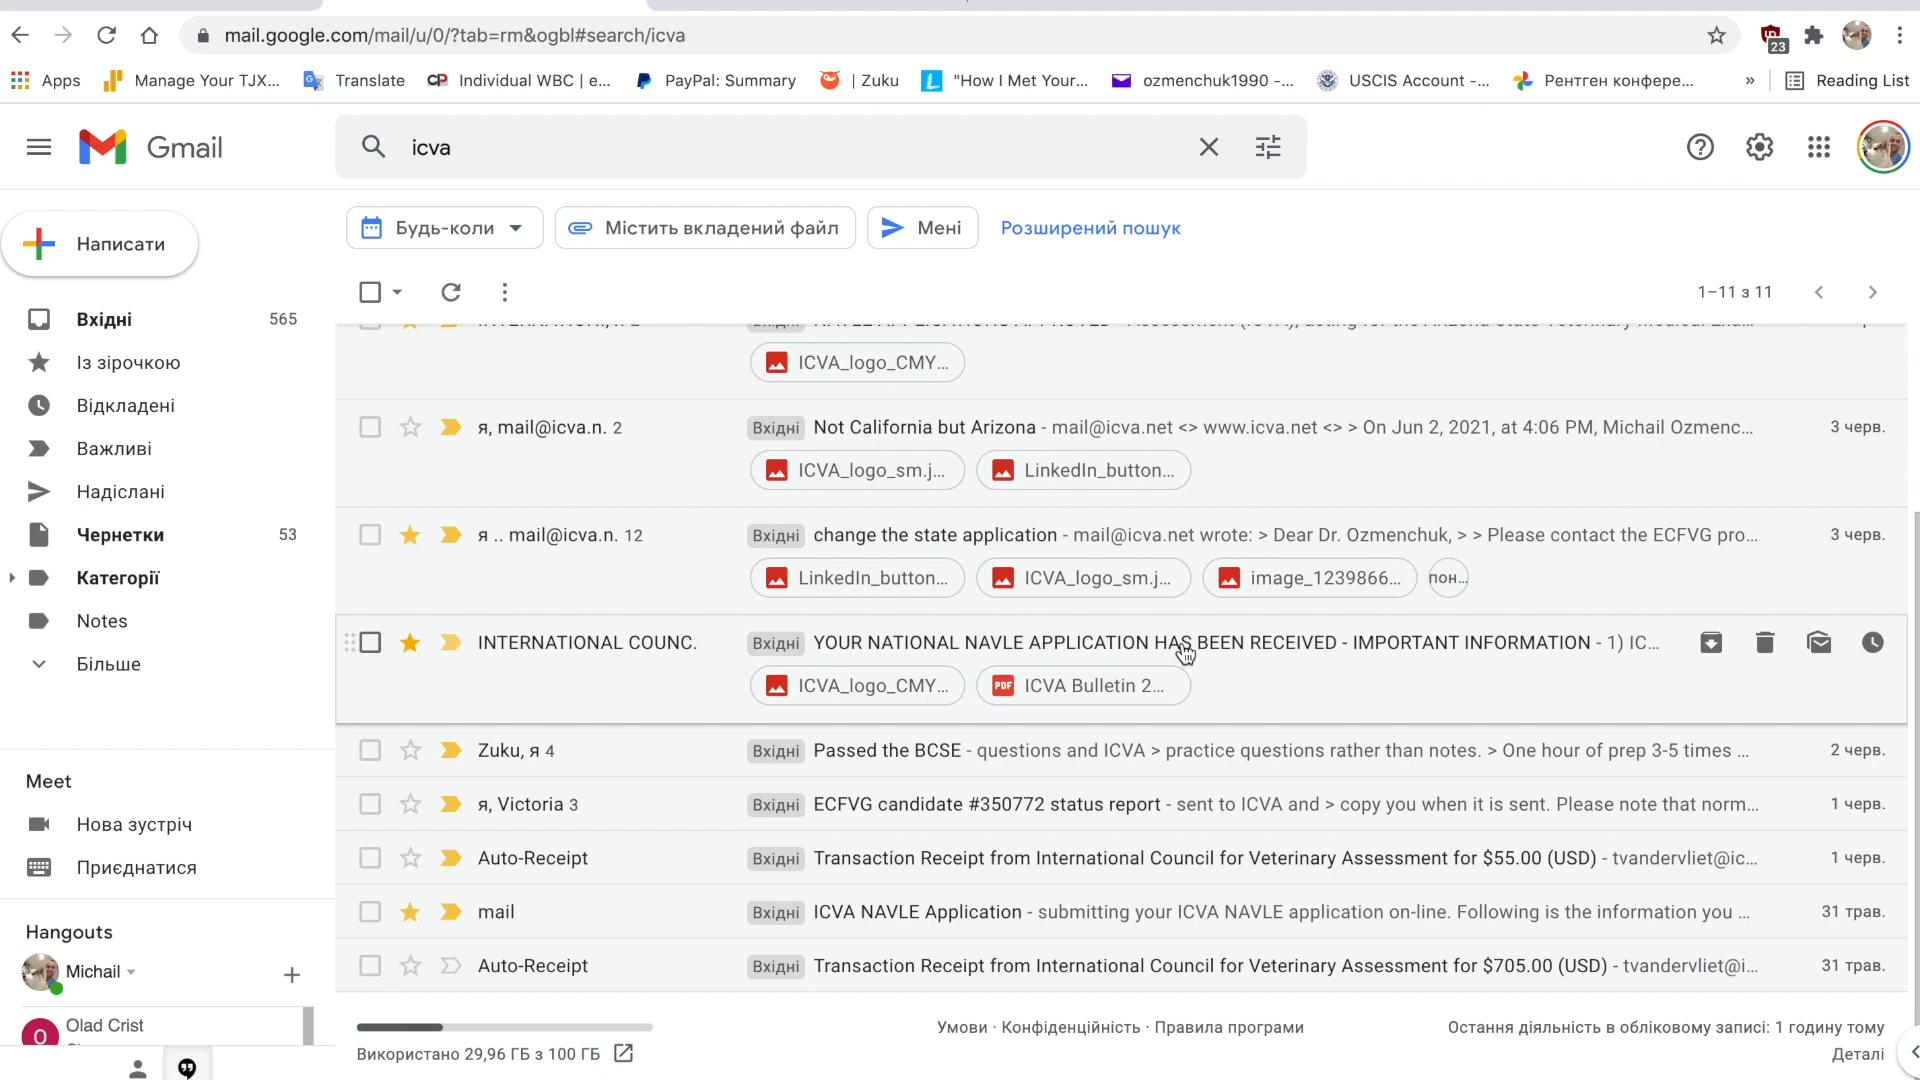 mail.google.com/mail/u/0/?tab=rm&ogbl#search/icva
23
Apps Manage Your TJX... Translate CP Individual WBC | e... PayPal: Summary | Zuku L "How I Met Your... ozmenchuk1990 -... USCIS Account -... Рентген конфере... » Reading List
Gmail
icva
Написати
Будь-коли Містить вкладений файл Мені Розширений пошук
1–11 з 11
Вхідні 565
Із зірочкою
Відкладені
Важливі
Надіслані
Чернетки 53
Категорії
Notes
Більше
Meet
Нова зустріч
Приєднатися
Hangouts
Michail
Olad Crist
ICVA_logo_CMY...
я, mail@icva.n. 2 Вхідні Not California but Arizona - mail@icva.net <> www.icva.net <> > On Jun 2, 2021, at 4:06 PM, Michail Ozmenc... 3 черв.
ICVA_logo_sm.j... LinkedIn_button...
я .. mail@icva.n. 12 Вхідні change the state application - mail@icva.net wrote: > Dear Dr. Ozmenchuk, > > Please contact the ECFVG pro... 3 черв.
LinkedIn_button... ICVA_logo_sm.j... image_1239866... пон...
INTERNATIONAL COUNC. Вхідні YOUR NATIONAL NAVLE APPLICATION HAS BEEN RECEIVED - IMPORTANT INFORMATION - 1) IC...
ICVA_logo_CMY... PDF ICVA Bulletin 2...
Zuku, я 4 Вхідні Passed the BCSE - questions and ICVA > practice questions rather than notes. > One hour of prep 3-5 times ... 2 черв.
я, Victoria 3 Вхідні ECFVG candidate #350772 status report - sent to ICVA and > copy you when it is sent. Please note that norm... 1 черв.
Auto-Receipt Вхідні Transaction Receipt from International Council for Veterinary Assessment for $55.00 (USD) - tvandervliet@ic... 1 черв.
mail Вхідні ICVA NAVLE Application - submitting your ICVA NAVLE application on-line. Following is the information you ... 31 трав.
Auto-Receipt Вхідні Transaction Receipt from International Council for Veterinary Assessment for $705.00 (USD) - tvandervliet@i... 31 трав.
Використано 29,96 ГБ з 100 ГБ
Умови · Конфіденційність · Правила програми
Остання діяльність в обліковому записі: 1 годину тому
Деталі